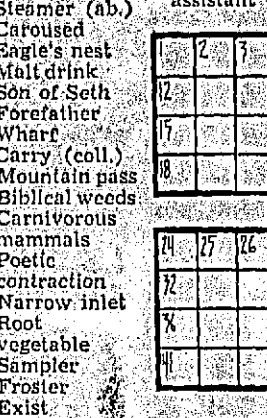 Steamer (ab.)
Caroused
Eagle's nest
Malt drink
Son of Seth
Forefather
Wharf
Carry (coll.)
Mountain pass
Biblical weeds
Carnivorous
mammals
Poetic
contraction
Narrow inlet
Root
vegetable
Sampler
Frosier
Exist
assistant
1 2 3
12
15
18
24 25 26
32
36
41